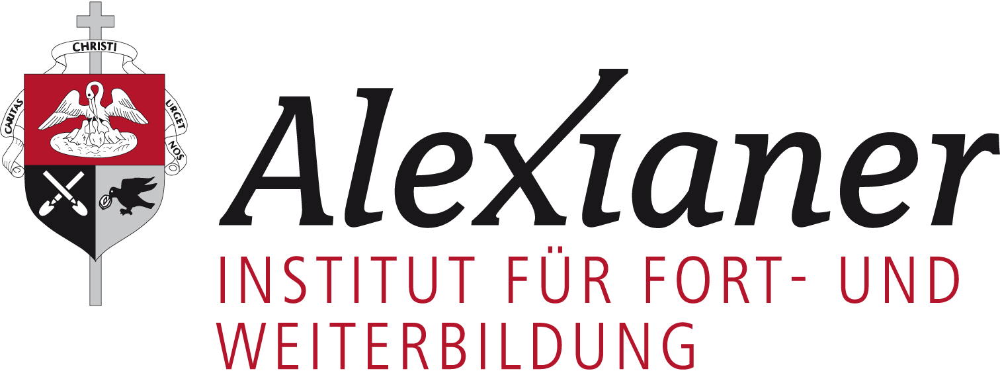 CHRISTI
CARITAS
URGET
NOS
Alexianer
INSTITUT FÜR FORT- UND
WEITERBILDUNG